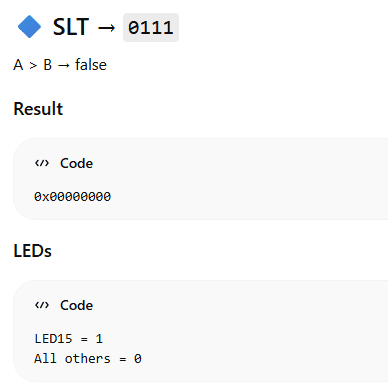 SLT → 0111
A > B → false
Result
Code
0x00000000
LEDs
Code
LED15 = 1
All others = 0